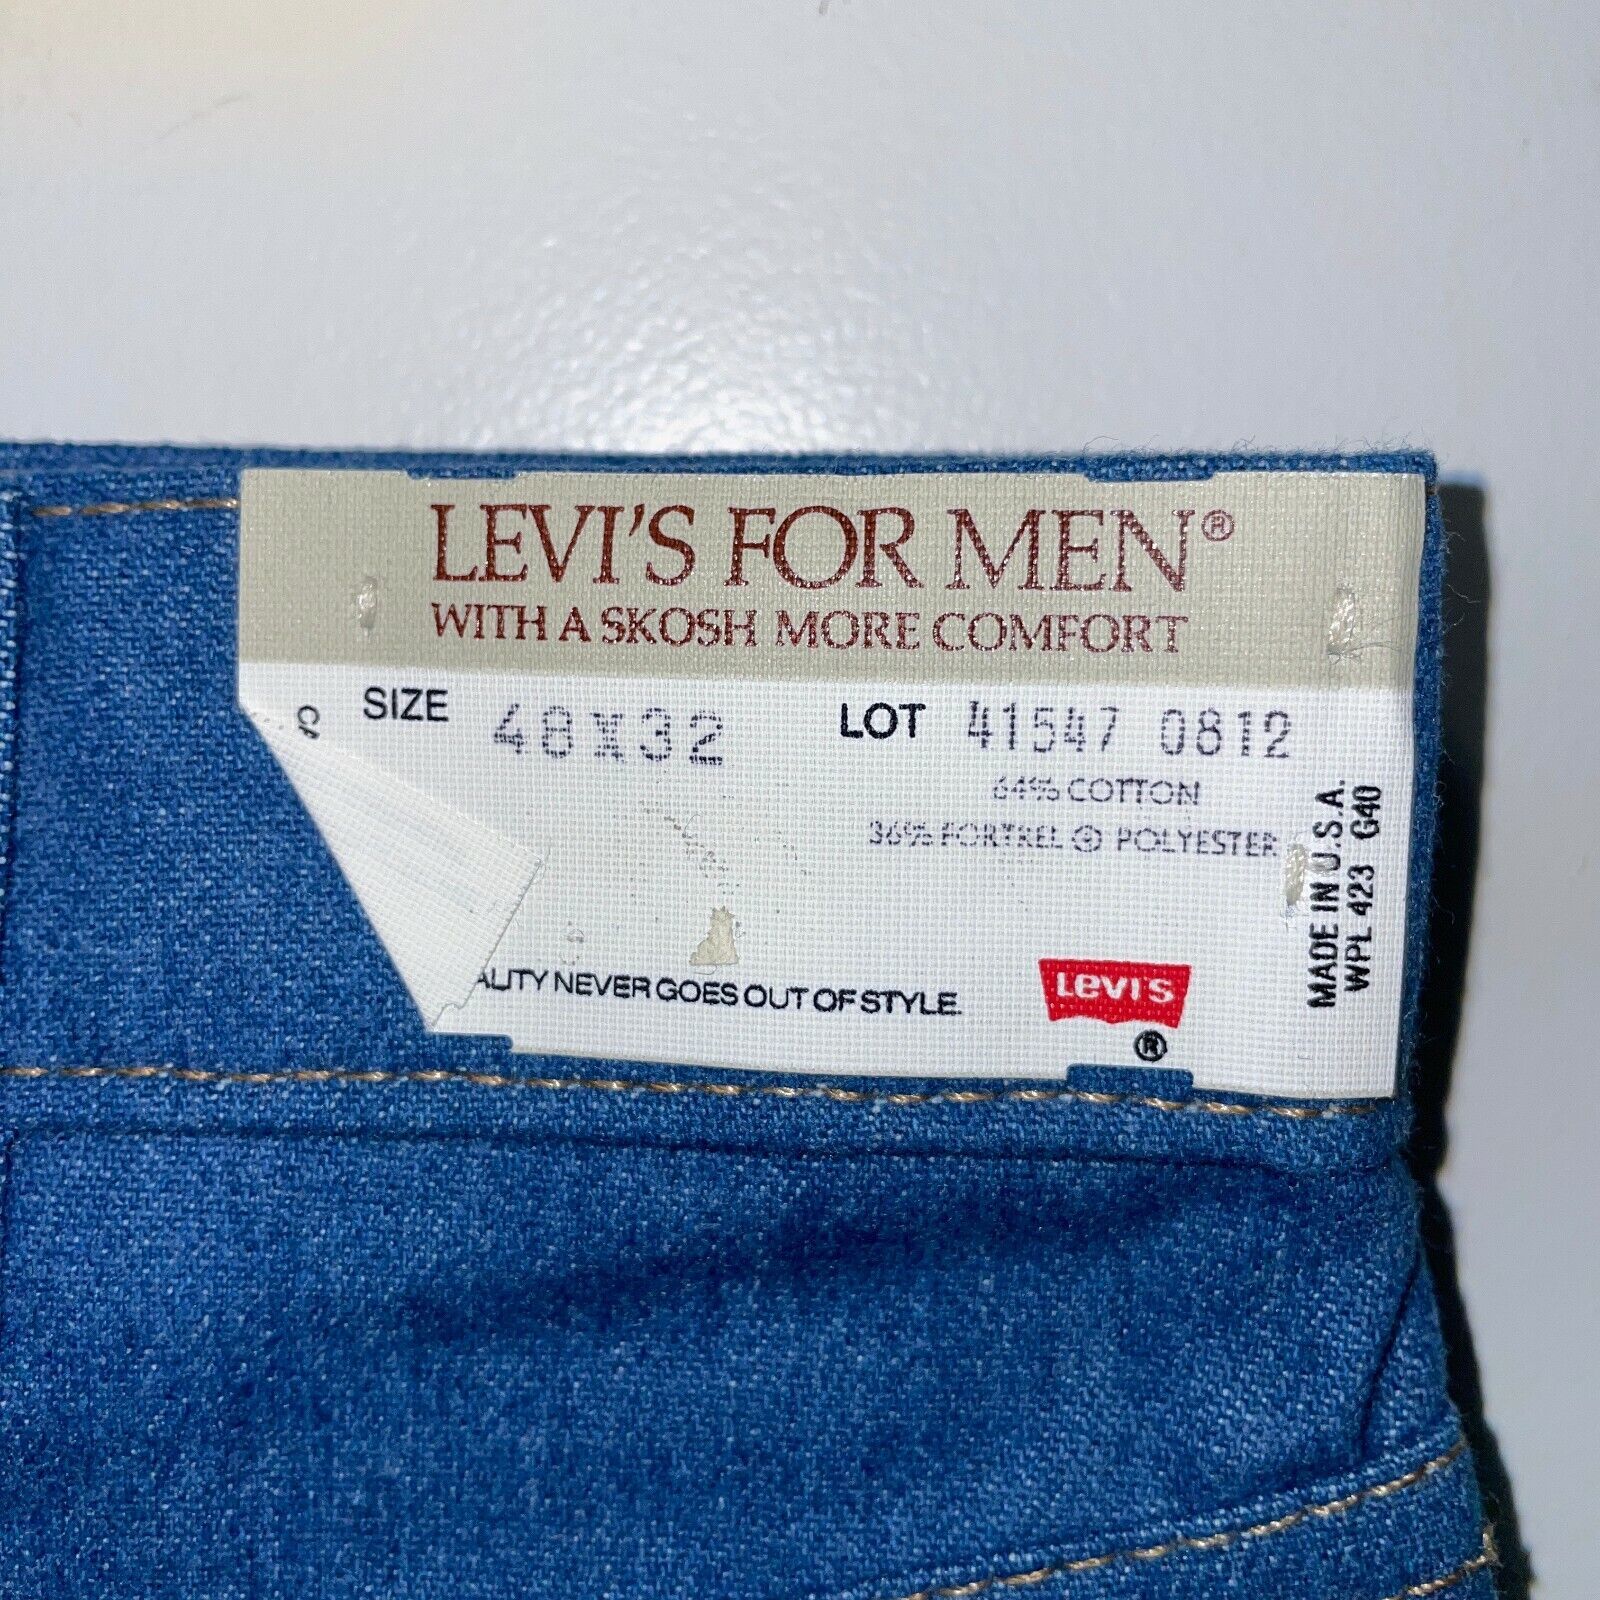 LEVI'S FOR MEN®
WITH A SKOSH MORE COMFORT
SIZE 48X32 LOT 41547 0812
64% COTTON
36% FORTREL ® POLYESTER
ALITY NEVER GOES OUT OF STYLE.
Levi's
®
MADE IN U.S.A.
WPL 423 G40